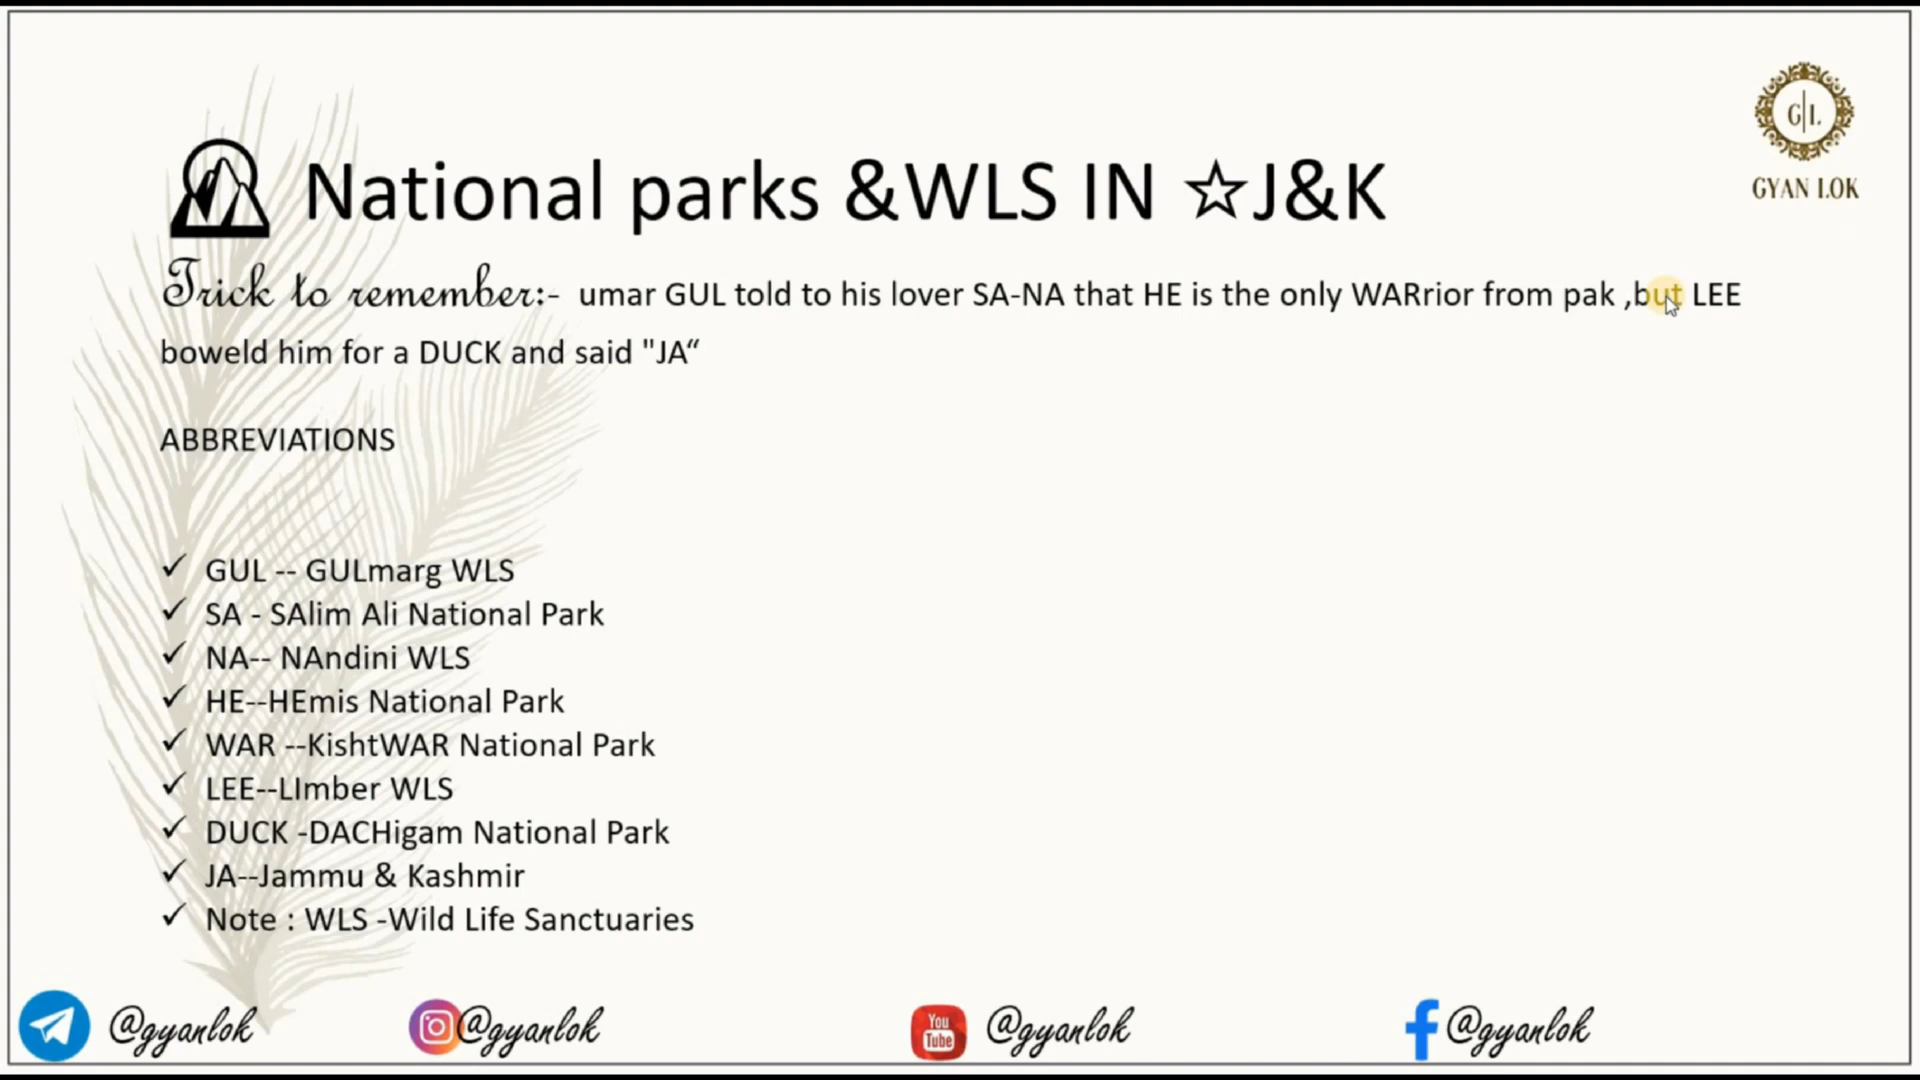 G|L
GYAN LOK
National parks &WLS IN ☆J&K
Trick to remember:- umar GUL told to his lover SA-NA that HE is the only WARrior from pak ,but LEE
boweld him for a DUCK and said "JA“
ABBREVIATIONS
✓ GUL -- GULmarg WLS
✓ SA - SAlim Ali National Park
✓ NA-- NAndini WLS
✓ HE--HEmis National Park
✓ WAR --KishtWAR National Park
✓ LEE--LImber WLS
✓ DUCK -DACHigam National Park
✓ JA--Jammu & Kashmir
✓ Note : WLS -Wild Life Sanctuaries
@gyanlok @gyanlok You Tube @gyanlok @gyanlok